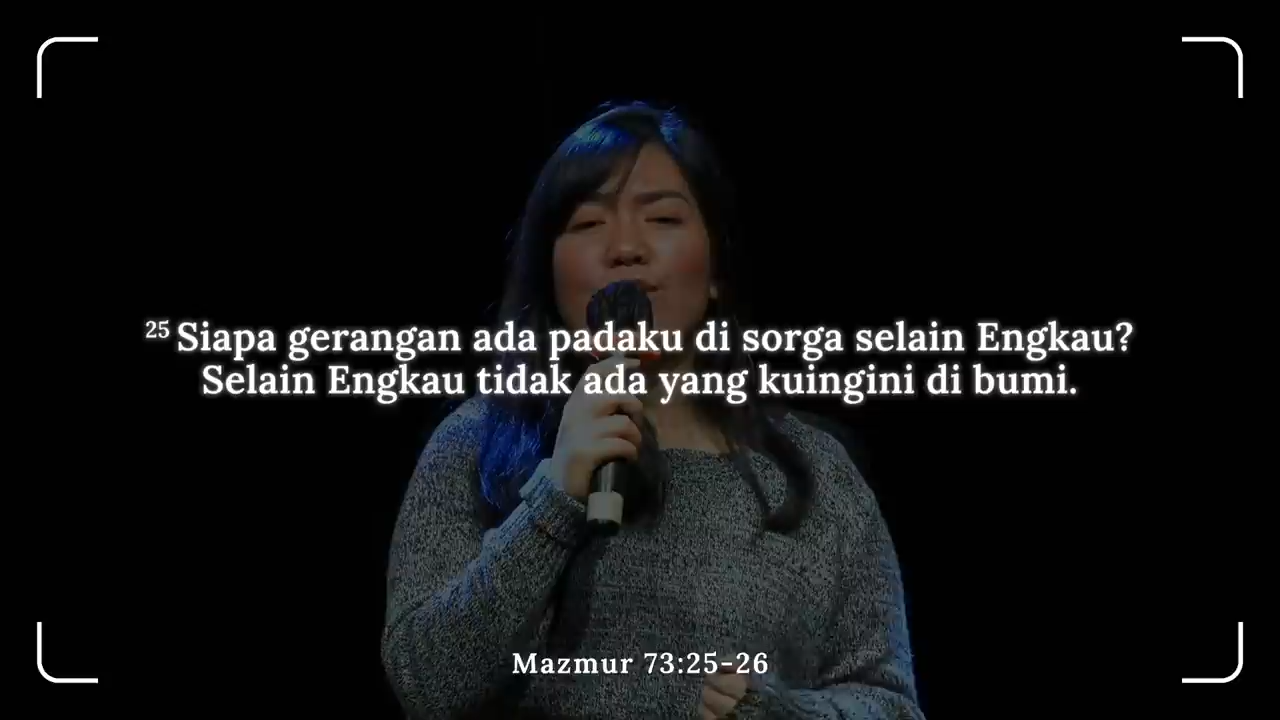 25 Siapa gerangan ada padaku di sorga selain Engkau?
Selain Engkau tidak ada yang kuingini di bumi.
Mazmur 73:25-26